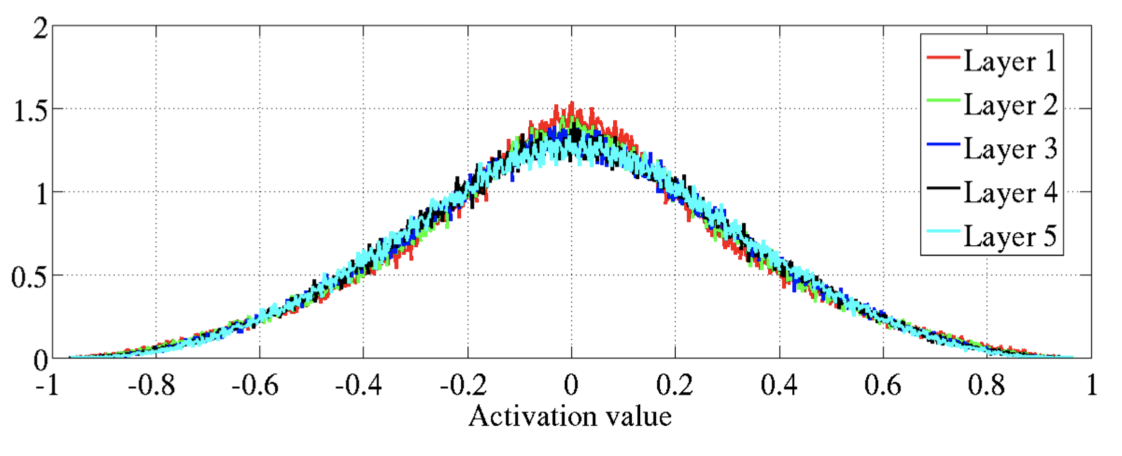 2
1.5
1
0.5
0
-1 -0.8 -0.6 -0.4 -0.2 0 0.2 0.4 0.6 0.8 1
Activation value
Layer 1
Layer 2
Layer 3
Layer 4
Layer 5